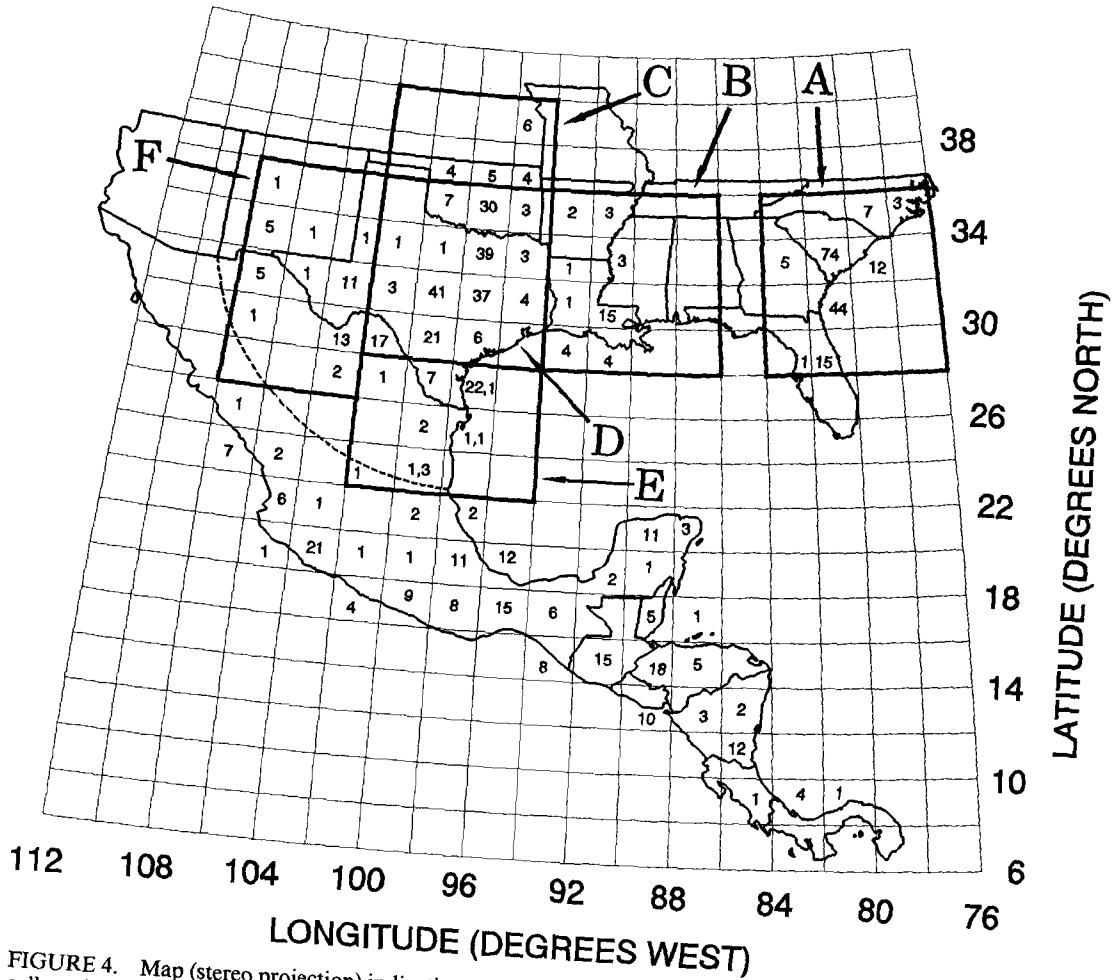 C B A
6
38
F
1 4 5 4
7 30 3 2 3 7 3
34
5 1 1 1 1 39 3 5 74 12
5 1 11 3 41 37 4 1 3
1 1 15 44
30
13 17 21 6 4 4 1 15
2 1 7 22,1
1 2 1,1 D
26
7 2 1 1,3 E
6 1 2 2 11 3
22
1 21 1 1 11 12 2 1
4 9 8 15 6 5 1
18
8 15 18 5
14
10 3 2
12
1 4 1
10
6
112 108 104 100 96 92 88 84 80 76
LONGITUDE (DEGREES WEST)
LATITUDE (DEGREES NORTH)
FIGURE 4. Map (stereo projection)